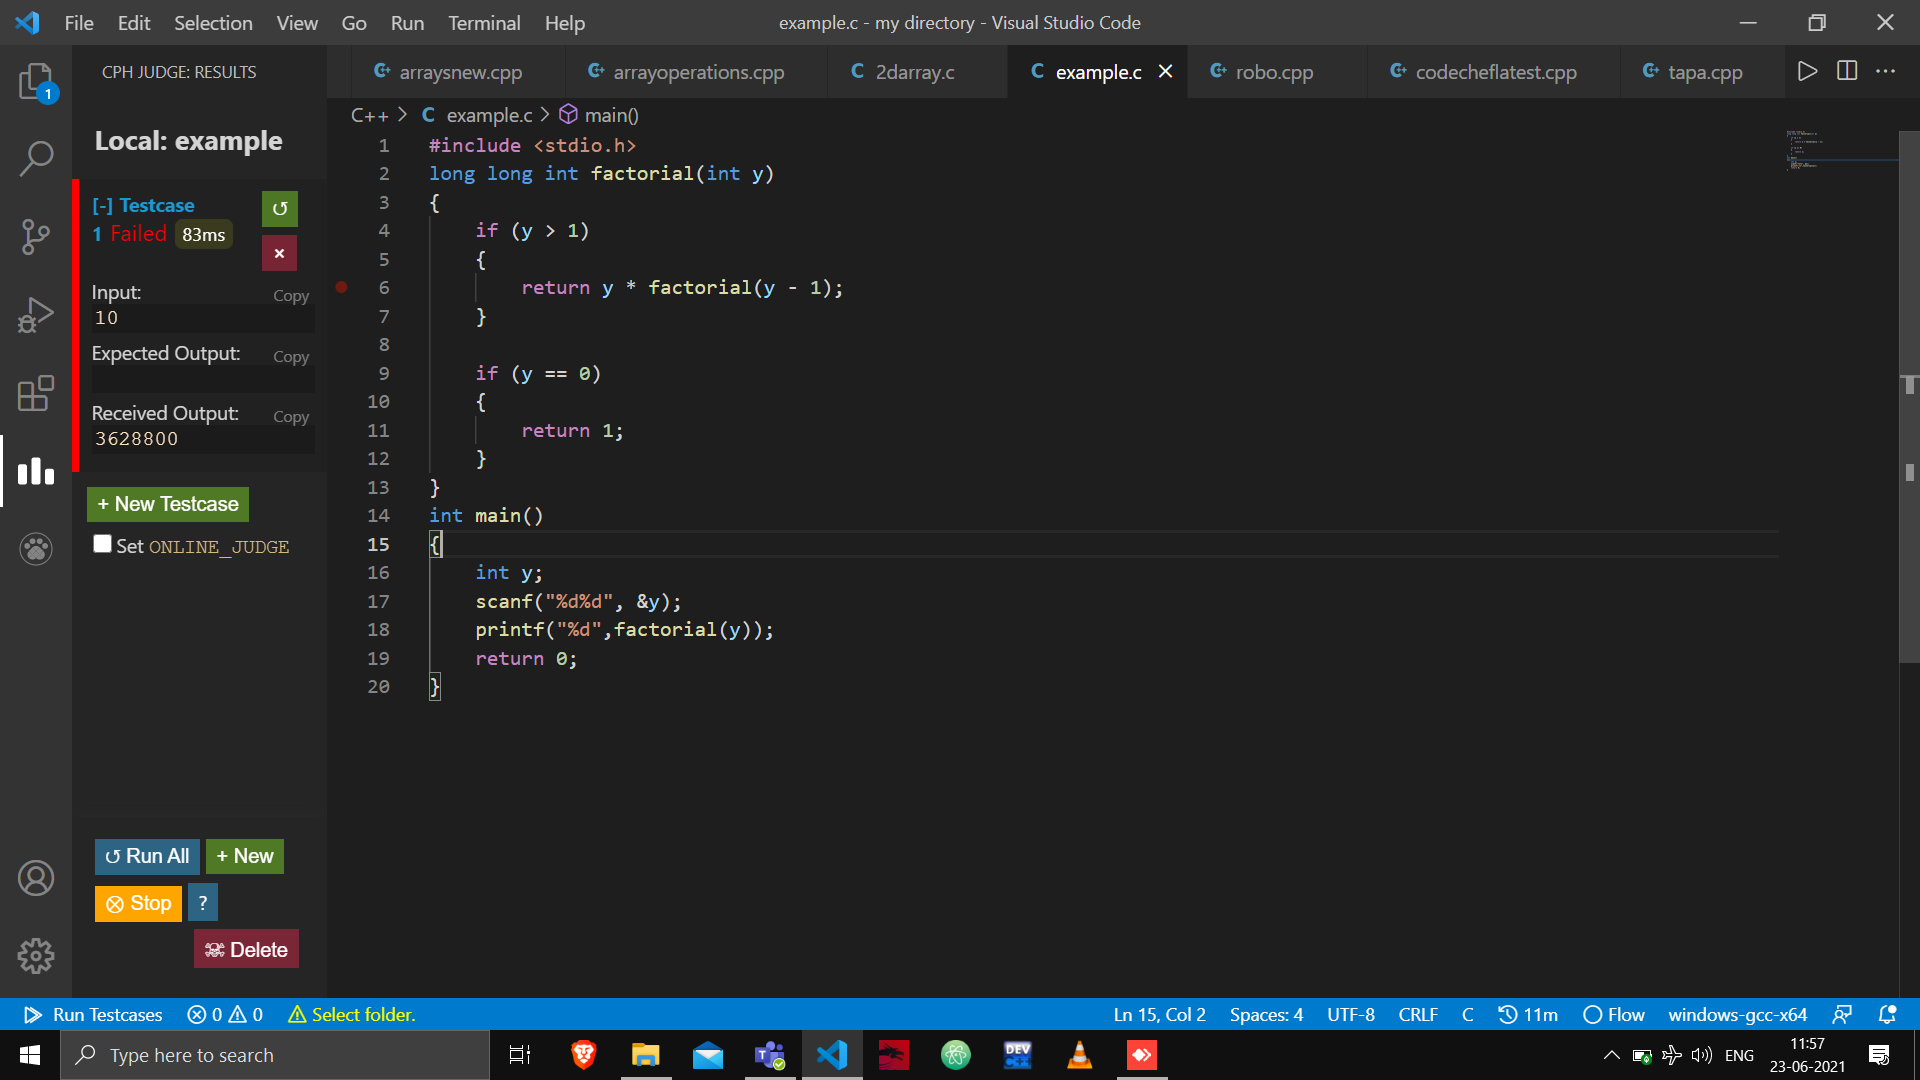 File Edit Selection View Go Run Terminal Help
example.c - my directory - Visual Studio Code
1
CPH JUDGE: RESULTS
arraysnew.cpp
arrayoperations.cpp
2darray.c
example.c
robo.cpp
codecheflatest.cpp
tapa.cpp
Local: example
[-] Testcase
1 Failed 83ms
Input: Copy
10
Expected Output: Copy
Received Output: Copy
3628800
+ New Testcase
Set ONLINE_JUDGE
Run All + New
Stop ?
Delete
C++ > C example.c > main()
1 #include <stdio.h>
2 long long int factorial(int y)
3 {
4     if (y > 1)
5     {
6         return y * factorial(y - 1);
7     }
8
9     if (y == 0)
10     {
11         return 1;
12     }
13 }
14 int main()
15 {
16     int y;
17     scanf("%d%d", &y);
18     printf("%d",factorial(y));
19     return 0;
20 }
Run Testcases 0 0 Select folder. Ln 15, Col 2 Spaces: 4 UTF-8 CRLF C 11m Flow windows-gcc-x64
Type here to search
DEV C++
ENG
11:57
23-06-2021